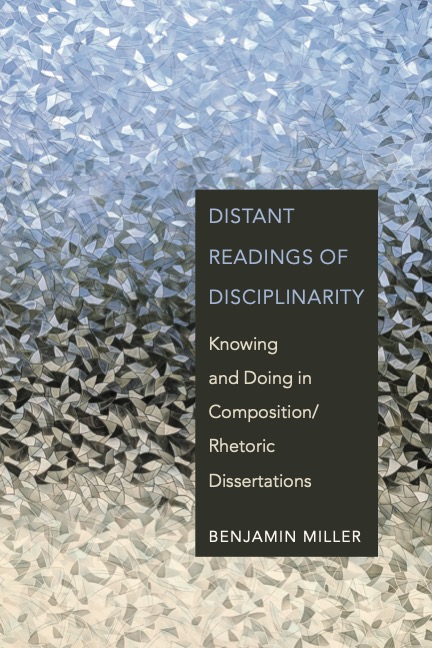 DISTANT
READINGS OF
DISCIPLINARITY
Knowing
and Doing in
Composition/
Rhetoric
Dissertations
BENJAMIN MILLER